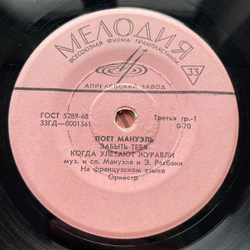 МЕЛОДИЯ
ВСЕСОЮЗНАЯ ФИРМА ГРАМПЛАСТИНОК
33
АПРЕЛЕВСКИЙ ЗАВОД
ГОСТ 5289-68
33ГД—0001361
Третья гр.-1
0-70
ПОЕТ МАНУЭЛЬ
ЗАБЫТЬ ТЕБЯ
КОГДА УЛЕТАЮТ ЖУРАВЛИ
муз. и сл. Мануэля и Э. Ржбани
На французском языке
Оркестр